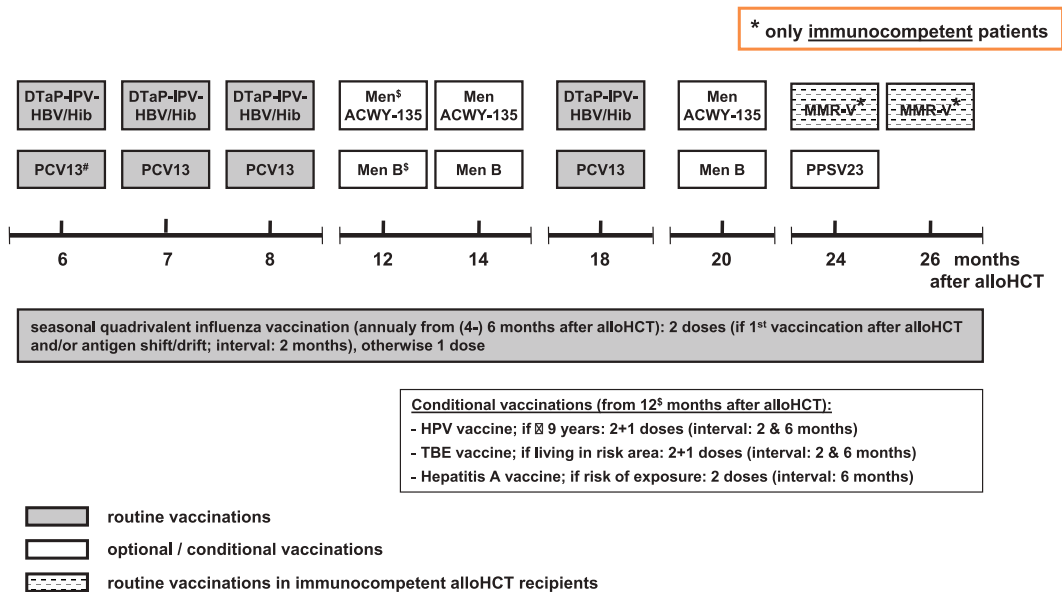 * only immunocompetent patients
DTaP-IPV-
HBV/Hib
DTaP-IPV-
HBV/Hib
DTaP-IPV-
HBV/Hib
Men$
ACWY-135
Men
ACWY-135
DTaP-IPV-
HBV/Hib
Men
ACWY-135
MMR-V*
MMR-V*
PCV13#
PCV13
PCV13
Men B$
Men B
PCV13
Men B
PPSV23
6 7 8 12 14 18 20 24 26 months
after alloHCT
seasonal quadrivalent influenza vaccination (annualy from (4-) 6 months after alloHCT): 2 doses (if 1st vaccincation after alloHCT
and/or antigen shift/drift; interval: 2 months), otherwise 1 dose
Conditional vaccinations (from 12$ months after alloHCT):
- HPV vaccine; if 9 years: 2+1 doses (interval: 2 & 6 months)
- TBE vaccine; if living in risk area: 2+1 doses (interval: 2 & 6 months)
- Hepatitis A vaccine; if risk of exposure: 2 doses (interval: 6 months)
routine vaccinations
optional / conditional vaccinations
routine vaccinations in immunocompetent alloHCT recipients